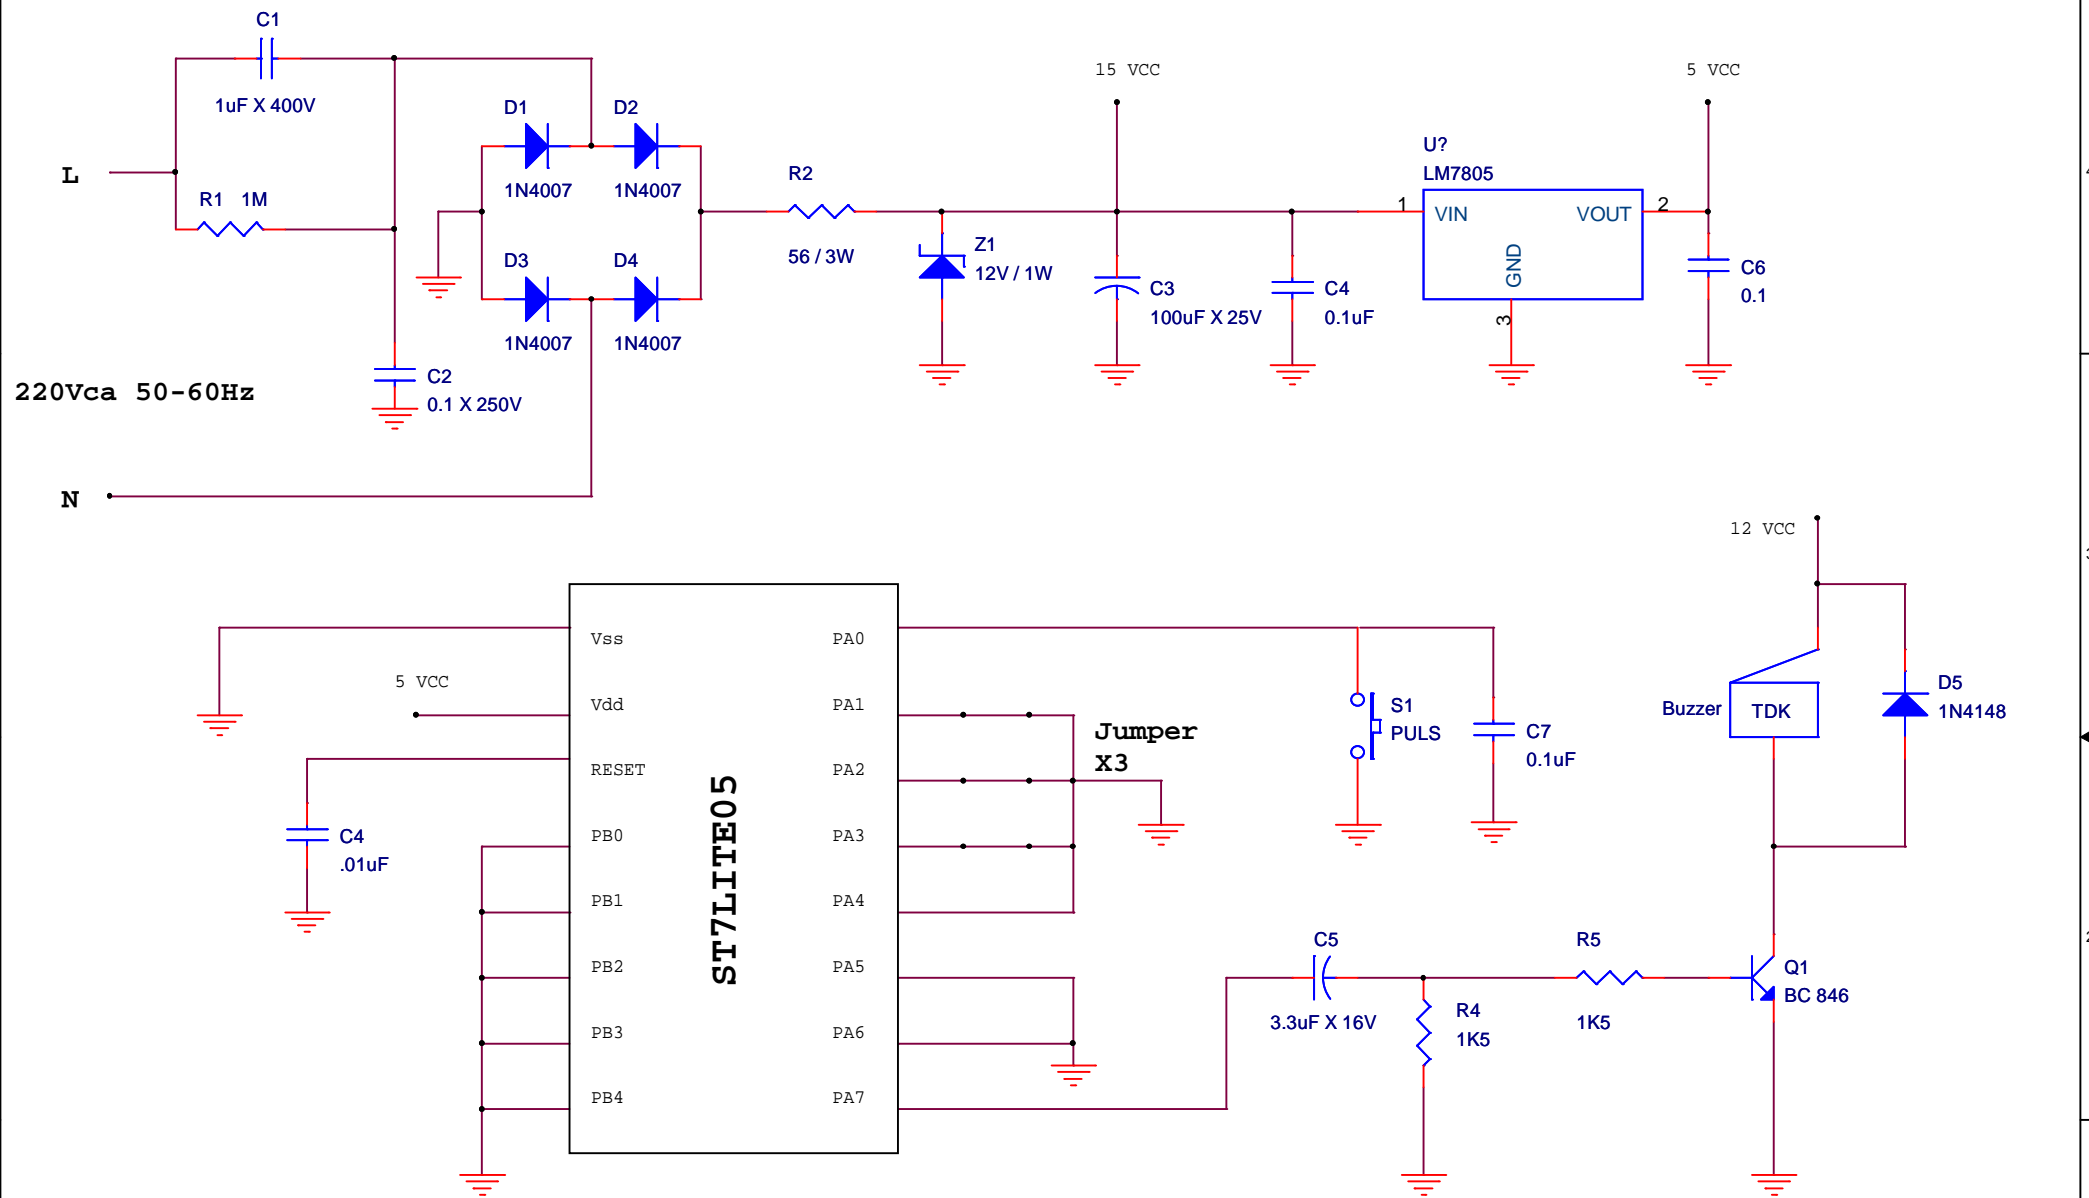 C1
1uF X 400V
L
R1 1M
D1
D2
1N4007
1N4007
D3
D4
1N4007
1N4007
C2
0.1 X 250V
220Vca 50-60Hz
N
R2
56 / 3W
Z1
12V / 1W
15 VCC
C3
100uF X 25V
C4
0.1uF
U?
LM7805
1
VIN
VOUT
2
GND
3
5 VCC
C6
0.1
Vss
5 VCC
Vdd
RESET
C4
.01uF
PB0
PB1
PB2
PB3
PB4
ST7LITE05
PA0
PA1
PA2
PA3
PA4
PA5
PA6
PA7
Jumper
X3
S1
PULS
C7
0.1uF
12 VCC
Buzzer
TDK
D5
1N4148
C5
3.3uF X 16V
R4
1K5
R5
1K5
Q1
BC 846